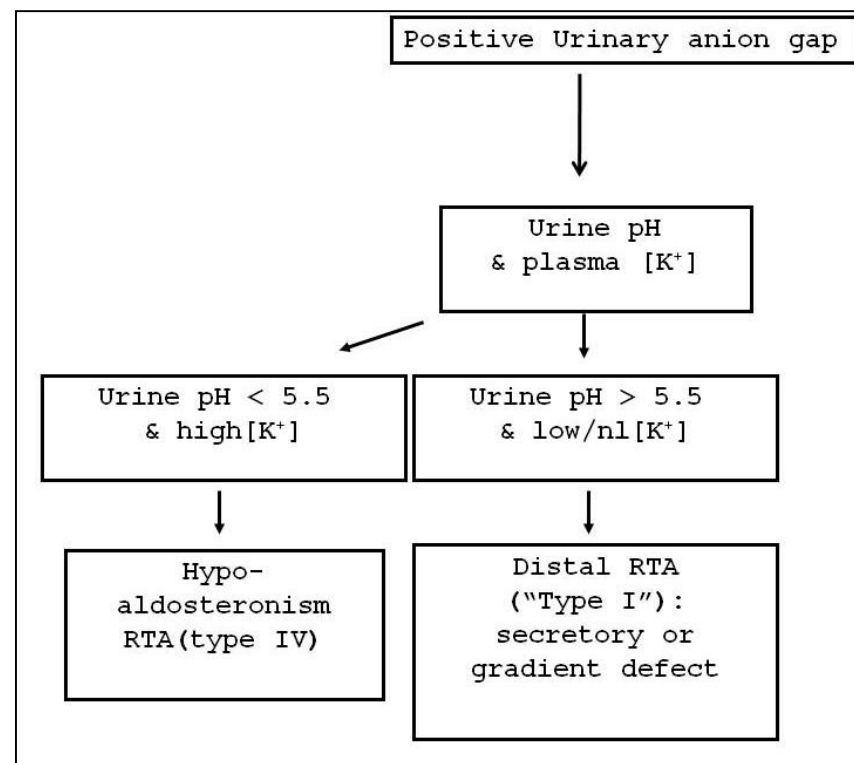 Positive Urinary anion gap
Urine pH
& plasma [K⁺]
Urine pH < 5.5
& high[K⁺]
Urine pH > 5.5
& low/nl[K⁺]
Hypo-
aldosteronism
RTA(type IV)
Distal RTA
(“Type I”):
secretory or
gradient defect